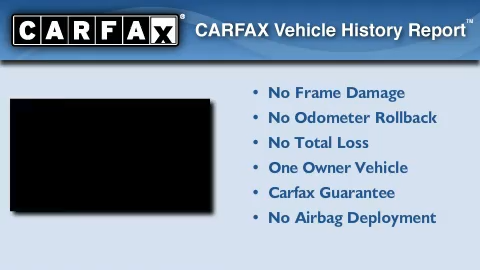 CARFAX® CARFAX Vehicle History Report™
• No Frame Damage
• No Odometer Rollback
• No Total Loss
• One Owner Vehicle
• Carfax Guarantee
• No Airbag Deployment